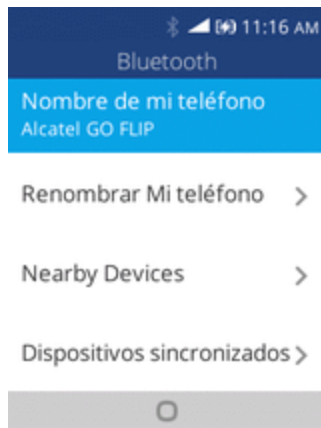 11:16 AM
Bluetooth
Nombre de mi teléfono
Alcatel GO FLIP
Renombrar Mi teléfono
Nearby Devices
Dispositivos sincronizados